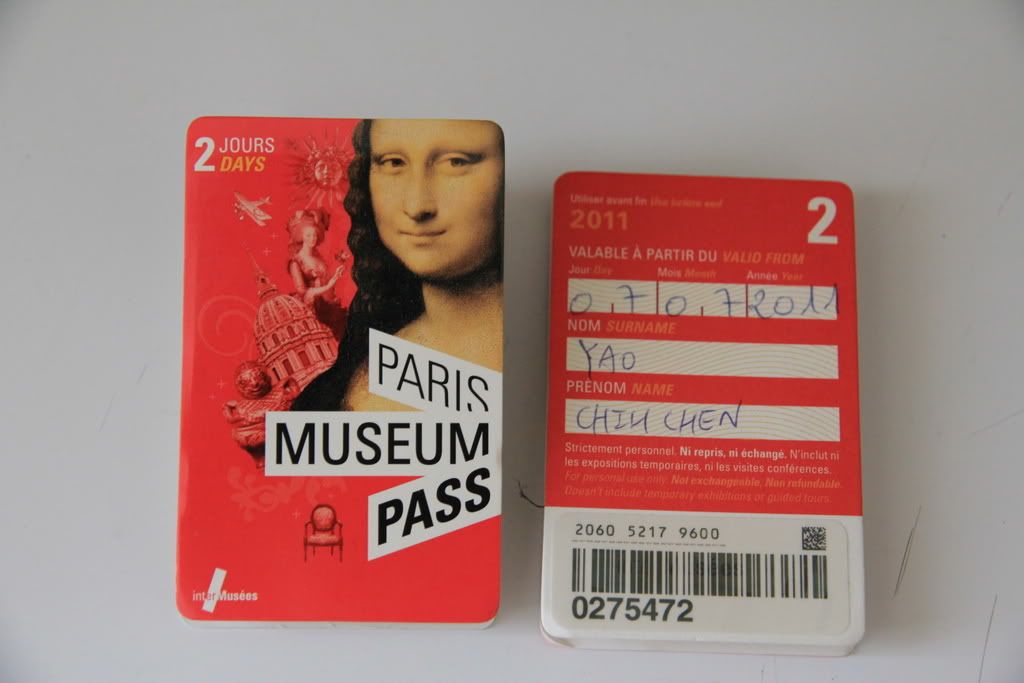 2 JOURS
DAYS
PARIS
MUSEUM
PASS
interMusées
Utiliser avant fin Use before end
2011
2
VALABLE À PARTIR DU VALID FROM
Jour Day Mois Month Année Year
0 7 0 7 2011
NOM SURNAME
YAO
PRÉNOM NAME
CHIH CHEN
Strictement personnel. Ni repris, ni échangé. N'inclut ni
les expositions temporaires, ni les visites conférences.
For personal use only. Not exchangeable. Non refundable.
Doesn't include temporary exhibitions or guided tours.
2060 5217 9600
0275472